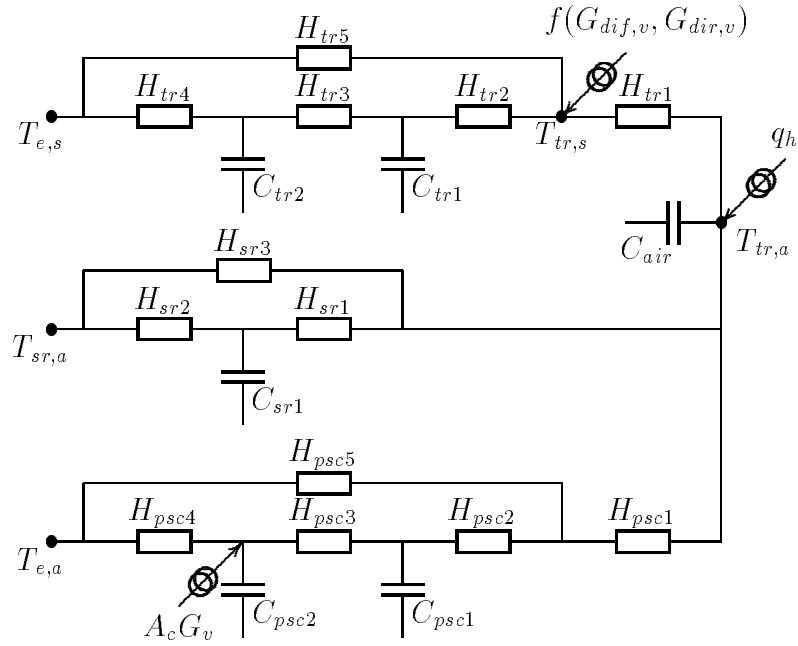 H_{tr5}
f(G_{dif,v}, G_{dir,v})
H_{tr4}
H_{tr3}
H_{tr2}
H_{tr1}
T_{e,s}
T_{tr,s}
q_h
C_{tr2}
C_{tr1}
C_{air}
T_{tr,a}
H_{sr3}
H_{sr2}
H_{sr1}
T_{sr,a}
C_{sr1}
H_{psc5}
H_{psc4}
H_{psc3}
H_{psc2}
H_{psc1}
T_{e,a}
A_cG_v
C_{psc2}
C_{psc1}